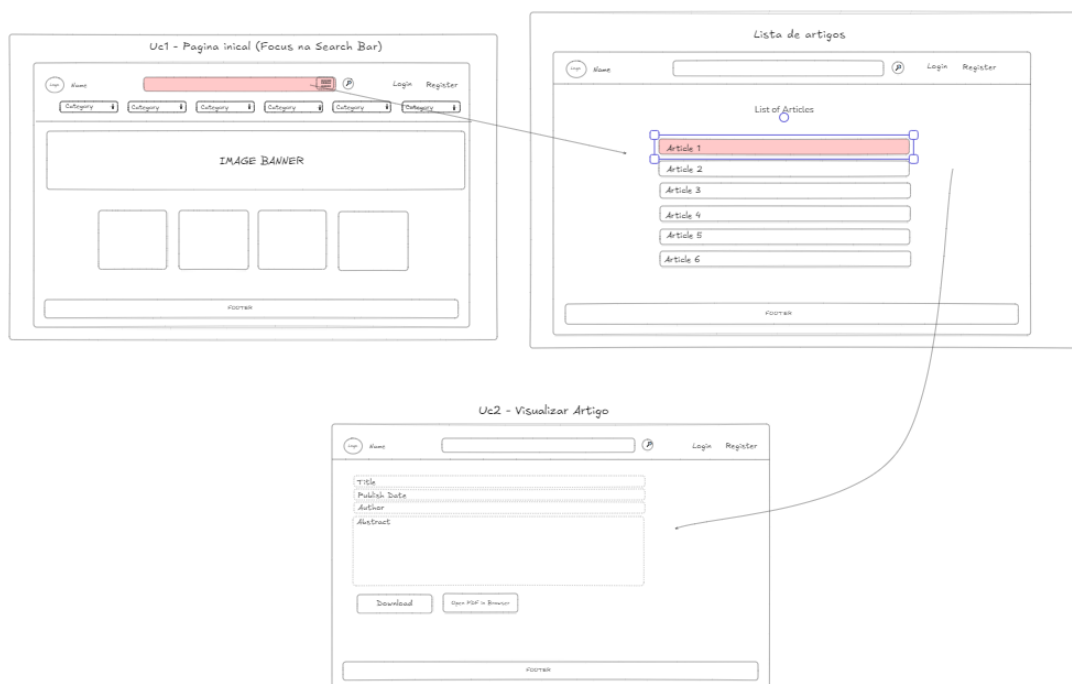 Uc1 - Pagina inical (Focus na Search Bar)
Logo Name Login Register
Category Category Category Category Category Category
IMAGE BANNER
FOOTER
Lista de artigos
Logo Name Login Register
List of Articles
Article 1
Article 2
Article 3
Article 4
Article 5
Article 6
FOOTER
Uc2 - Visualizar Artigo
Logo Name Login Register
Title
Publish Date
Author
Abstract
Download Open PDF in Browser
FOOTER